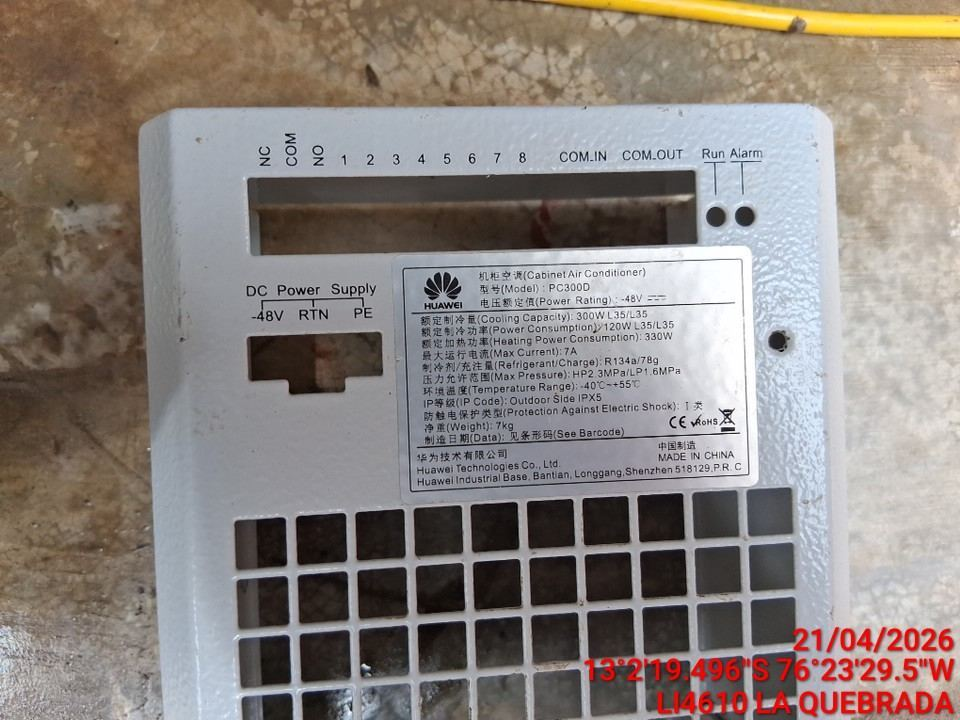 NC COM NO 1 2 3 4 5 6 7 8 COM-IN COM-OUT Run Alarm
DC Power Supply
-48V RTN PE
HUAWEI
机柜空调(Cabinet Air Conditioner)
型号(Model) : PC300D
电压额定值(Power Rating) : -48V ⎓
额定制冷量(Cooling Capacity): 300W L35/L35
额定制冷功率(Power Consumption) 120W L35/L35
额定加热功率(Heating Power Consumption): 330W
最大运行电流(Max Current): 7A
制冷剂/充注量(Refrigerant/Charge): R134a/78g
压力允许范围(Max Pressure): HP2.3MPa/LP1.6MPa
环境温度(Temperature Range): -40℃~+55℃
IP等级(IP Code): Outdoor Side IPX5
防触电保护类型(Protection Against Electric Shock): I 类
净重(Weight): 7kg
制造日期(Data): 见条形码(See Barcode)
CE RoHS
华为技术有限公司
Huawei Technologies Co., Ltd.
Huawei Industrial Base, Bantian, Longgang,Shenzhen 518129,P.R. C
中国制造
MADE IN CHINA
21/04/2026
13°2'19.496"S 76°23'29.5"W
LI4610 LA QUEBRADA